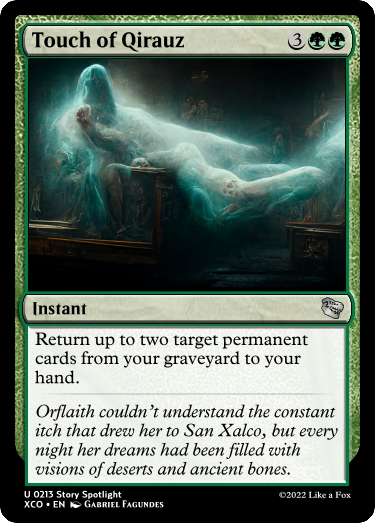 Touch of Qirauz 3
Instant
Return up to two target permanent
cards from your graveyard to your
hand.
Orflaith couldn't understand the constant
itch that drew her to San Xalco, but every
night her dreams had been filled with
visions of deserts and ancient bones.
U 0213 Story Spotlight
XCO • EN Gabriel Fagundes
©2022 Like a Fox